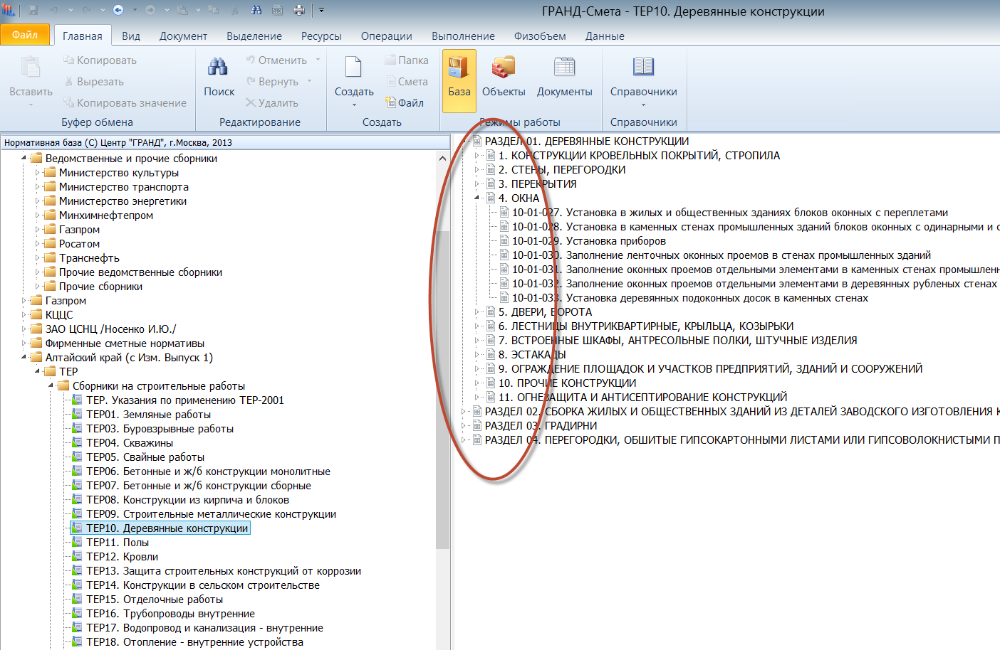 ГРАНД-Смета - ТЕР10. Деревянные конструкции
Файл
Главная
Вид
Документ
Выделение
Ресурсы
Операции
Выполнение
Физобъем
Данные
Вставить
Копировать
Вырезать
Копировать значение
Буфер обмена
Поиск
Отменить
Вернуть
Удалить
Редактирование
Создать
Папка
Смета
Файл
Создать
База
Объекты
Документы
Режимы работы
Справочники
Справочники
Нормативная база (С) Центр "ГРАНД", г.Москва, 2013
Ведомственные и прочие сборники
Министерство культуры
Министерство транспорта
Министерство энергетики
Минхимнефтепром
Газпром
Росатом
Транснефть
Прочие ведомственные сборники
Прочие сборники
Газпром
КЦЦС
ЗАО ЦСНЦ /Носенко И.Ю./
Фирменные сметные нормативы
Алтайский край (с Изм. Выпуск 1)
ТЕР
Сборники на строительные работы
ТЕР. Указания по применению ТЕР-2001
ТЕР01. Земляные работы
ТЕР03. Буровзрывные работы
ТЕР04. Скважины
ТЕР05. Свайные работы
ТЕР06. Бетонные и ж/б конструкции монолитные
ТЕР07. Бетонные и ж/б конструкции сборные
ТЕР08. Конструкции из кирпича и блоков
ТЕР09. Строительные металлические конструкции
ТЕР10. Деревянные конструкции
ТЕР11. Полы
ТЕР12. Кровли
ТЕР13. Защита строительных конструкций от коррозии
ТЕР14. Конструкции в сельском строительстве
ТЕР15. Отделочные работы
ТЕР16. Трубопроводы внутренние
ТЕР17. Водопровод и канализация - внутренние
ТЕР18. Отопление - внутренние устройства
РАЗДЕЛ 01. ДЕРЕВЯННЫЕ КОНСТРУКЦИИ
1. КОНСТРУКЦИИ КРОВЕЛЬНЫХ ПОКРЫТИЙ, СТРОПИЛА
2. СТЕНЫ, ПЕРЕГОРОДКИ
3. ПЕРЕКРЫТИЯ
4. ОКНА
10-01-027. Установка в жилых и общественных зданиях блоков оконных с переплетами
10-01-028. Установка в каменных стенах промышленных зданий блоков оконных с одинарными и с
10-01-029. Установка приборов
10-01-030. Заполнение ленточных оконных проемов в стенах промышленных зданий
10-01-031. Заполнение оконных проемов отдельными элементами в каменных стенах промышленн
10-01-032. Заполнение оконных проемов отдельными элементами в деревянных рубленых стенах
10-01-033. Установка деревянных подоконных досок в каменных стенах
5. ДВЕРИ, ВОРОТА
6. ЛЕСТНИЦЫ ВНУТРИКВАРТИРНЫЕ, КРЫЛЬЦА, КОЗЫРЬКИ
7. ВСТРОЕННЫЕ ШКАФЫ, АНТРЕСОЛЬНЫЕ ПОЛКИ, ШТУЧНЫЕ ИЗДЕЛИЯ
8. ЭСТАКАДЫ
9. ОГРАЖДЕНИЕ ПЛОЩАДОК И УЧАСТКОВ ПРЕДПРИЯТИЙ, ЗДАНИЙ И СООРУЖЕНИЙ
10. ПРОЧИЕ КОНСТРУКЦИИ
11. ОГНЕЗАЩИТА И АНТИСЕПТИРОВАНИЕ КОНСТРУКЦИЙ
РАЗДЕЛ 02. СБОРКА ЖИЛЫХ И ОБЩЕСТВЕННЫХ ЗДАНИЙ ИЗ ДЕТАЛЕЙ ЗАВОДСКОГО ИЗГОТОВЛЕНИЯ К
РАЗДЕЛ 03. ГРАДИРНИ
РАЗДЕЛ 04. ПЕРЕГОРОДКИ, ОБШИТЫЕ ГИПСОКАРТОННЫМИ ЛИСТАМИ ИЛИ ГИПСОВОЛОКНИСТЫМИ П